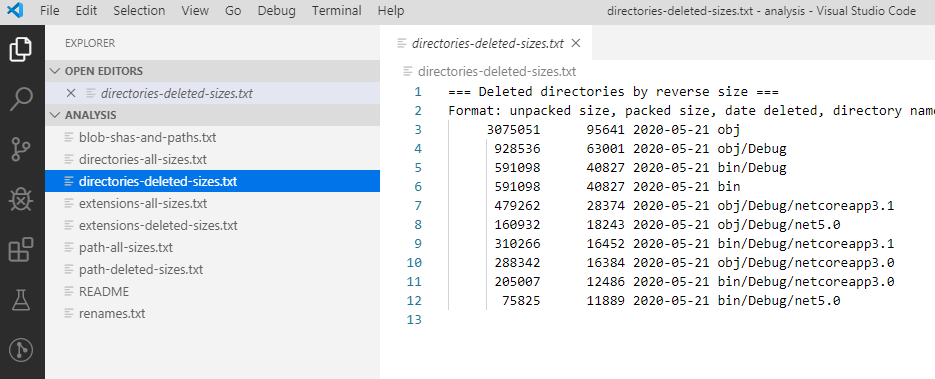 File Edit Selection View Go Debug Terminal Help directories-deleted-sizes.txt - analysis - Visual Studio Code
EXPLORER
OPEN EDITORS
directories-deleted-sizes.txt
ANALYSIS
blob-shas-and-paths.txt
directories-all-sizes.txt
directories-deleted-sizes.txt
extensions-all-sizes.txt
extensions-deleted-sizes.txt
path-all-sizes.txt
path-deleted-sizes.txt
README
renames.txt
directories-deleted-sizes.txt
directories-deleted-sizes.txt
1 === Deleted directories by reverse size ===
2 Format: unpacked size, packed size, date deleted, directory name
3 3075051 95641 2020-05-21 obj
4 928536 63001 2020-05-21 obj/Debug
5 591098 40827 2020-05-21 bin/Debug
6 591098 40827 2020-05-21 bin
7 479262 28374 2020-05-21 obj/Debug/netcoreapp3.1
8 160932 18243 2020-05-21 obj/Debug/net5.0
9 310266 16452 2020-05-21 bin/Debug/netcoreapp3.1
10 288342 16384 2020-05-21 obj/Debug/netcoreapp3.0
11 205007 12486 2020-05-21 bin/Debug/netcoreapp3.0
12 75825 11889 2020-05-21 bin/Debug/net5.0
13